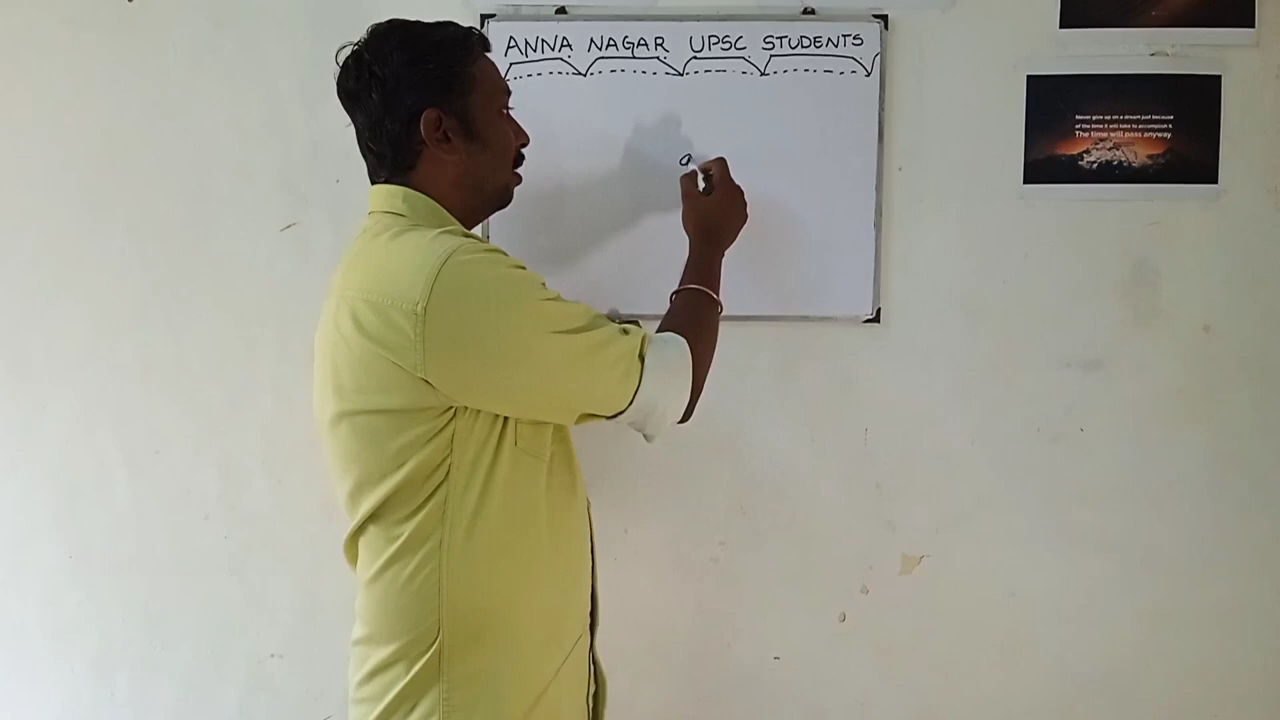 ANNA NAGAR UPSC STUDENTS
a
Never give up on a dream just because
of the time it will take to accomplish it.
The time will pass anyway.